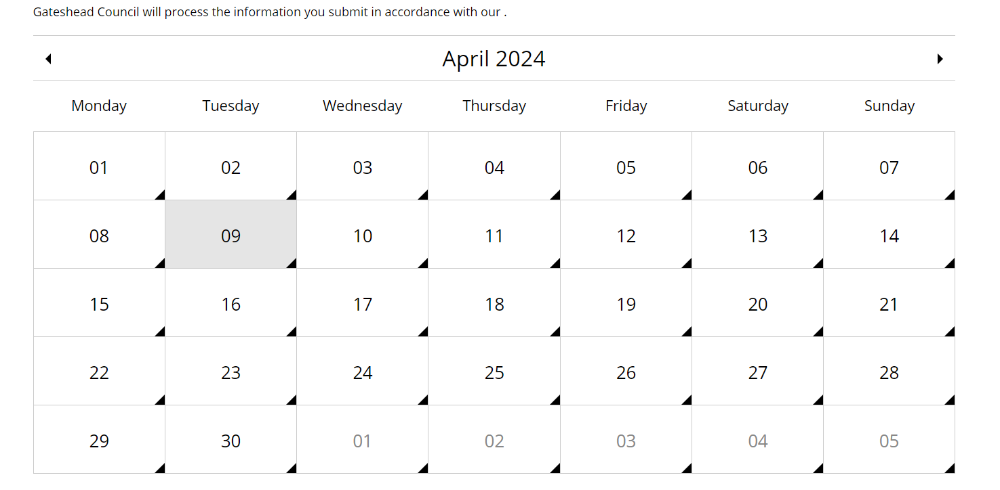 Gateshead Council will process the information you submit in accordance with our .
April 2024
Monday Tuesday Wednesday Thursday Friday Saturday Sunday
01 02 03 04 05 06 07
08 09 10 11 12 13 14
15 16 17 18 19 20 21
22 23 24 25 26 27 28
29 30 01 02 03 04 05